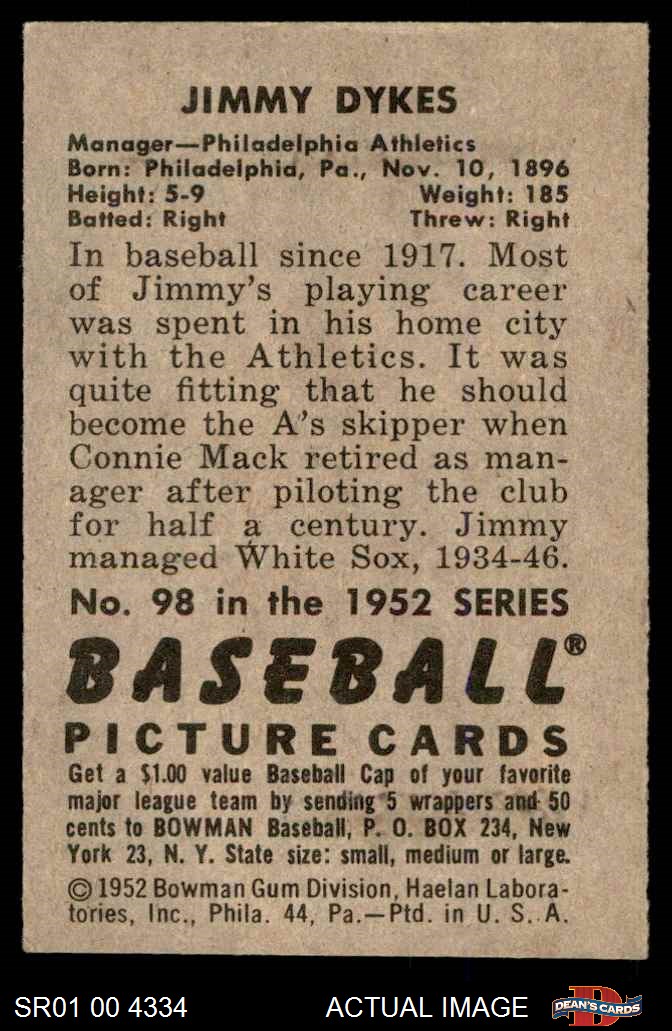 JIMMY DYKES
Manager—Philadelphia Athletics
Born: Philadelphia, Pa., Nov. 10, 1896
Height: 5-9 Weight: 185
Batted: Right Threw: Right
In baseball since 1917. Most
of Jimmy's playing career
was spent in his home city
with the Athletics. It was
quite fitting that he should
become the A's skipper when
Connie Mack retired as man-
ager after piloting the club
for half a century. Jimmy
managed White Sox, 1934-46.
No. 98 in the 1952 SERIES
BASEBALL®
PICTURE CARDS
Get a $1.00 value Baseball Cap of your favorite
major league team by sending 5 wrappers and 50
cents to BOWMAN Baseball, P. O. BOX 234, New
York 23, N. Y. State size: small, medium or large.
© 1952 Bowman Gum Division, Haelan Labora-
tories, Inc., Phila. 44, Pa.—Ptd. in U. S. A.
SR01 00 4334 ACTUAL IMAGE DEAN'S CARDS